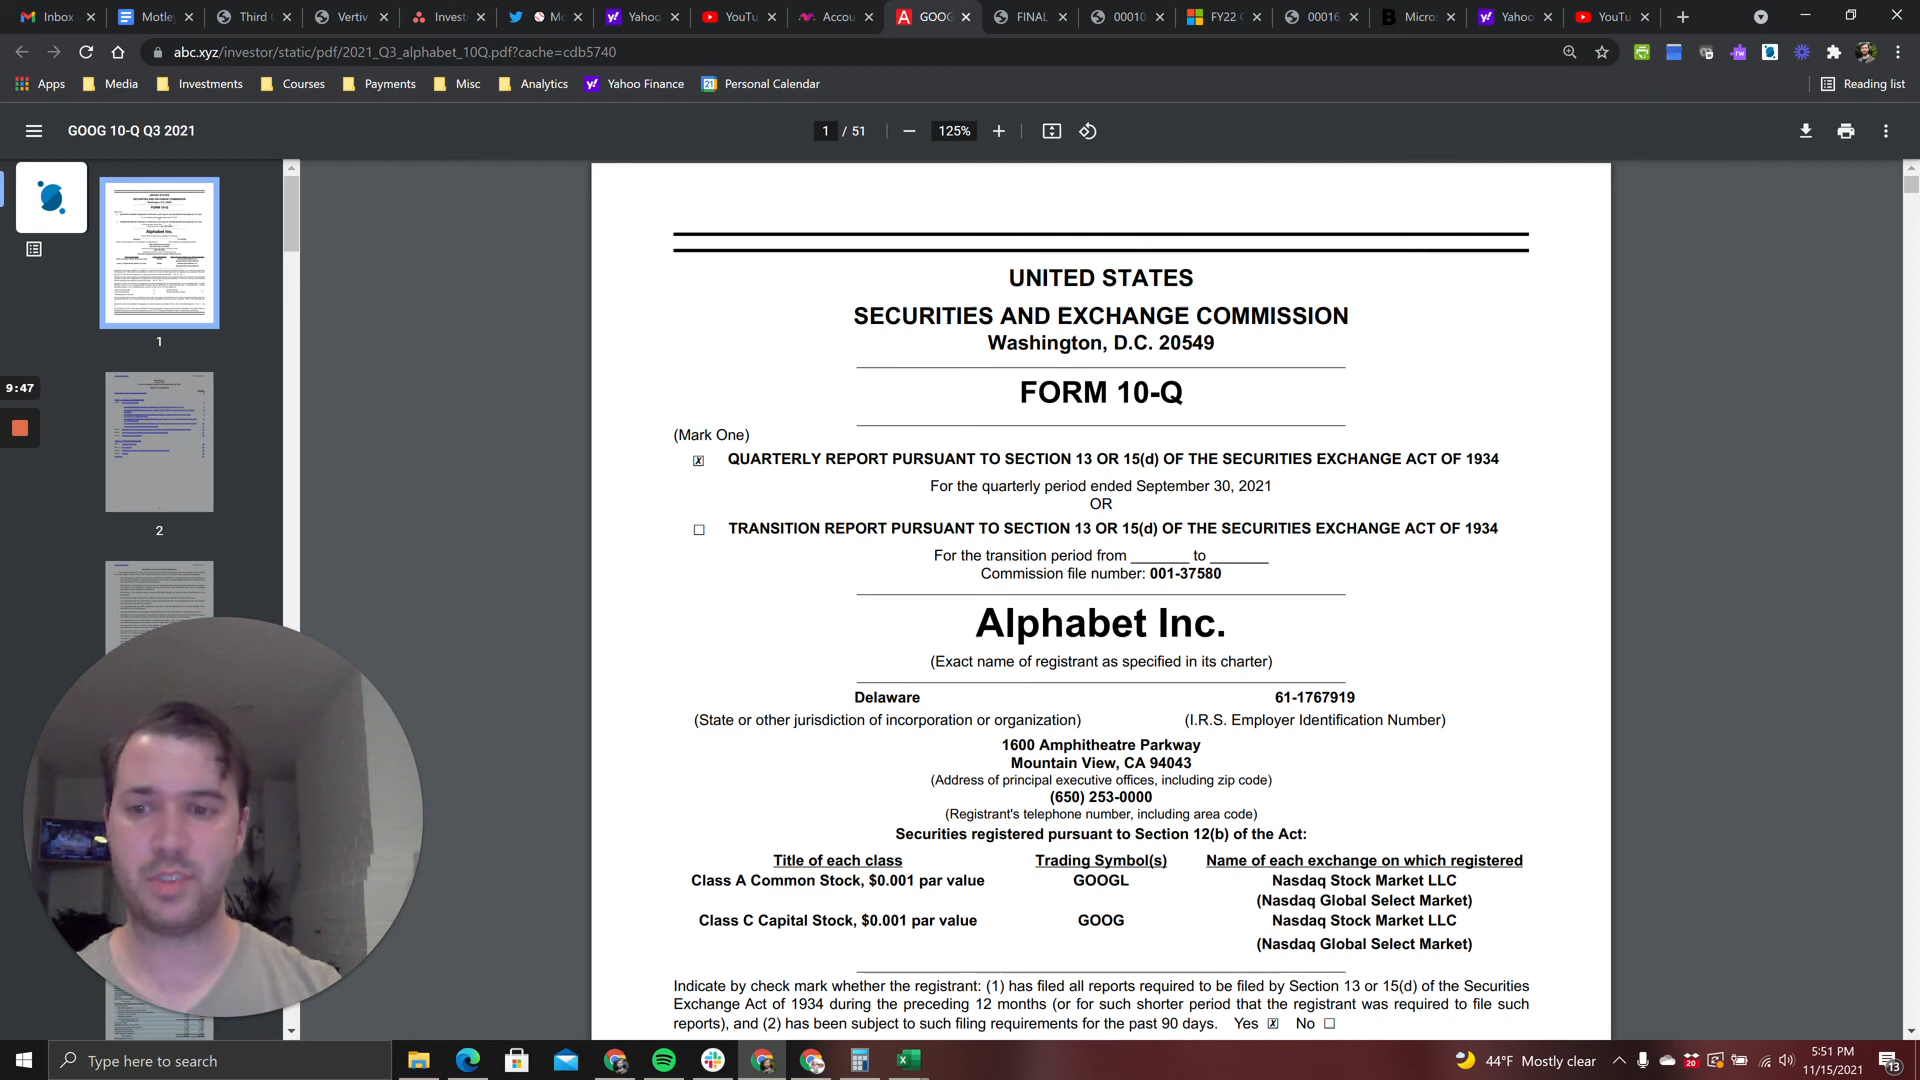 Inbox
Motley
Third
Vertiv
Invest
Mo
Yahoo
YouTu
Accou
GOOG
FINAL
00010
FY22
00016
Micros
Yahoo
YouTu
abc.xyz/investor/static/pdf/2021_Q3_alphabet_10Q.pdf?cache=cdb5740
Apps
Media
Investments
Courses
Payments
Misc
Analytics
Yahoo Finance
21
Personal Calendar
Reading list
GOOG 10-Q Q3 2021
1 / 51
125%
1
2
9:47
UNITED STATES
SECURITIES AND EXCHANGE COMMISSION
Washington, D.C. 20549
FORM 10-Q
(Mark One)
☒ QUARTERLY REPORT PURSUANT TO SECTION 13 OR 15(d) OF THE SECURITIES EXCHANGE ACT OF 1934
For the quarterly period ended September 30, 2021
OR
☐ TRANSITION REPORT PURSUANT TO SECTION 13 OR 15(d) OF THE SECURITIES EXCHANGE ACT OF 1934
For the transition period from _______ to _______
Commission file number: 001-37580
Alphabet Inc.
(Exact name of registrant as specified in its charter)
Delaware 61-1767919
(State or other jurisdiction of incorporation or organization) (I.R.S. Employer Identification Number)
1600 Amphitheatre Parkway
Mountain View, CA 94043
(Address of principal executive offices, including zip code)
(650) 253-0000
(Registrant's telephone number, including area code)
Securities registered pursuant to Section 12(b) of the Act:
Title of each class Trading Symbol(s) Name of each exchange on which registered
Class A Common Stock, $0.001 par value GOOGL Nasdaq Stock Market LLC
(Nasdaq Global Select Market)
Class C Capital Stock, $0.001 par value GOOG Nasdaq Stock Market LLC
(Nasdaq Global Select Market)
Indicate by check mark whether the registrant: (1) has filed all reports required to be filed by Section 13 or 15(d) of the Securities
Exchange Act of 1934 during the preceding 12 months (or for such shorter period that the registrant was required to file such
reports), and (2) has been subject to such filing requirements for the past 90 days. Yes ☒ No ☐
Type here to search
44°F Mostly clear
20
5:51 PM
11/15/2021
13